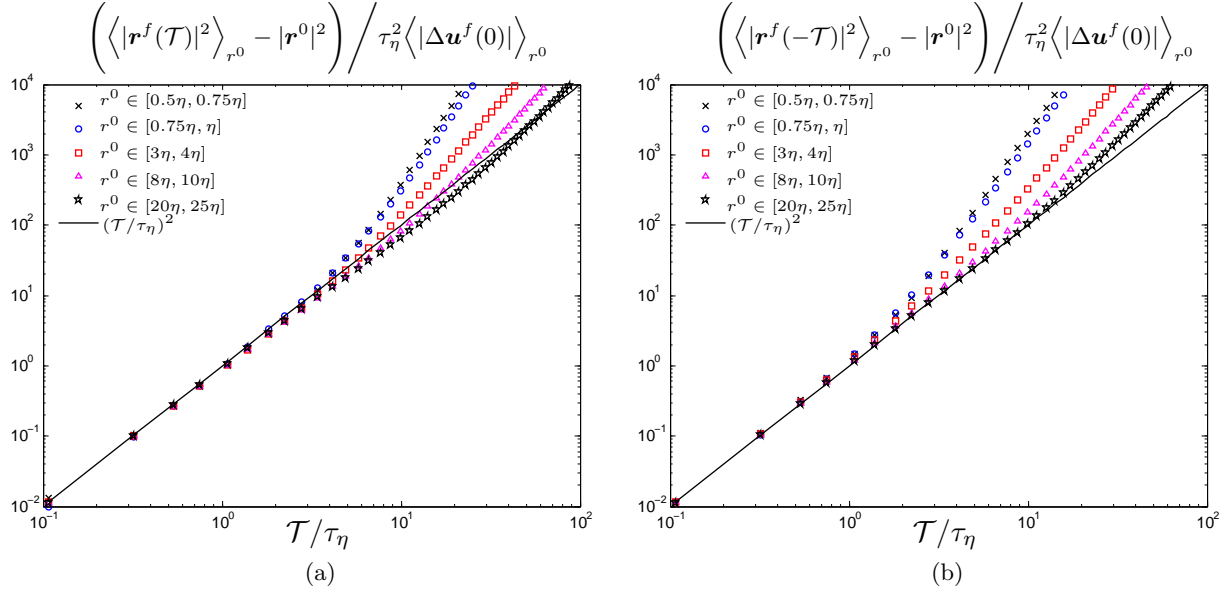 (⟨|r^f(𝒯)|²⟩_{r⁰} − |r⁰|²) / τ_η²⟨|Δu^f(0)|⟩_{r⁰}
10⁴
10³
10²
10¹
10⁰
10⁻¹
10⁻²
× r⁰ ∈ [0.5η, 0.75η]
○ r⁰ ∈ [0.75η, η]
□ r⁰ ∈ [3η, 4η]
△ r⁰ ∈ [8η, 10η]
☆ r⁰ ∈ [20η, 25η]
— (𝒯/τ_η)²
10⁻¹ 10⁰ 10¹ 10²
𝒯/τ_η
(a)
(⟨|r^f(−𝒯)|²⟩_{r⁰} − |r⁰|²) / τ_η²⟨|Δu^f(0)|⟩_{r⁰}
10⁴
10³
10²
10¹
10⁰
10⁻¹
10⁻²
× r⁰ ∈ [0.5η, 0.75η]
○ r⁰ ∈ [0.75η, η]
□ r⁰ ∈ [3η, 4η]
△ r⁰ ∈ [8η, 10η]
☆ r⁰ ∈ [20η, 25η]
— (𝒯/τ_η)²
10⁻¹ 10⁰ 10¹ 10²
𝒯/τ_η
(b)